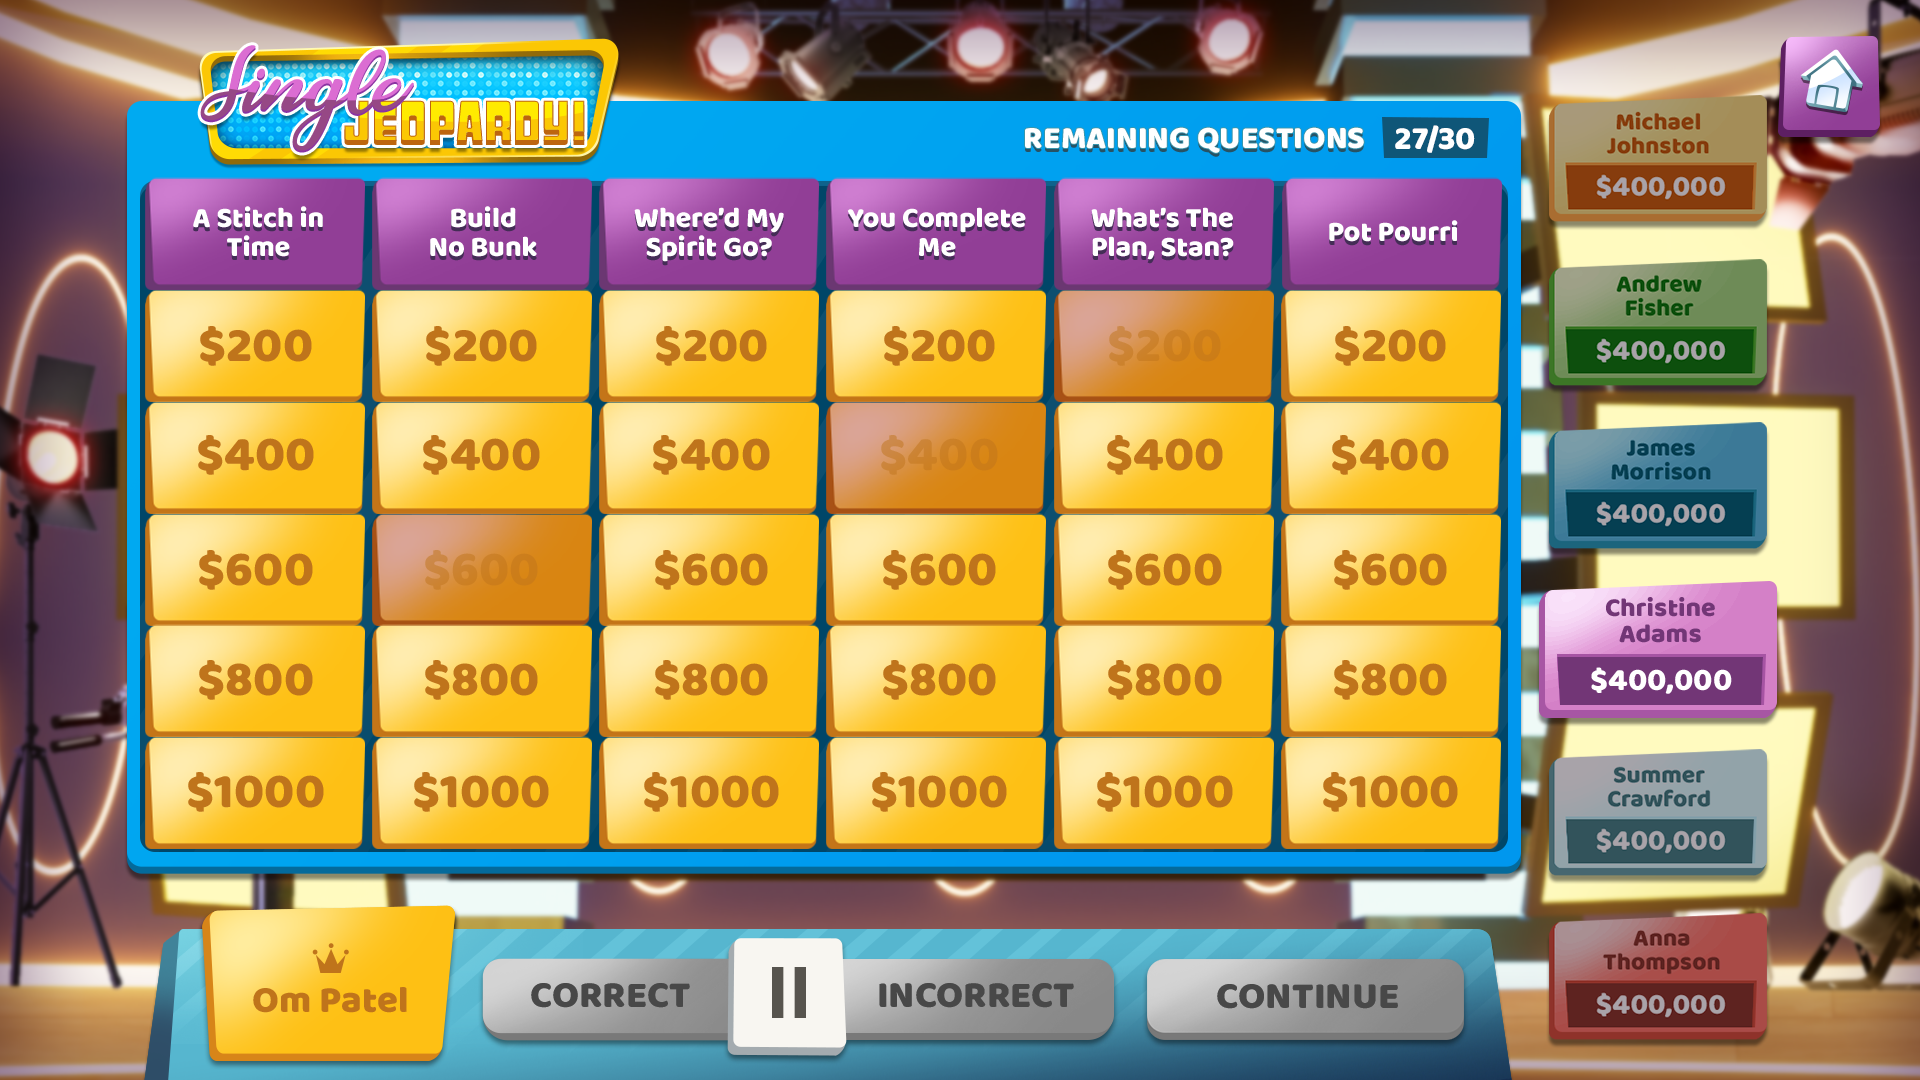 Jingle
JEOPARDY!
REMAINING QUESTIONS 27/30
A Stitch in
Time
Build
No Bunk
Where'd My
Spirit Go?
You Complete
Me
What's The
Plan, Stan?
Pot Pourri
$200 $200 $200 $200 $200 $200
$400 $400 $400 $400 $400 $400
$600 $600 $600 $600 $600 $600
$800 $800 $800 $800 $800 $800
$1000 $1000 $1000 $1000 $1000 $1000
Michael
Johnston
$400,000
Andrew
Fisher
$400,000
James
Morrison
$400,000
Christine
Adams
$400,000
Summer
Crawford
$400,000
Anna
Thompson
$400,000
Om Patel
CORRECT
INCORRECT
CONTINUE